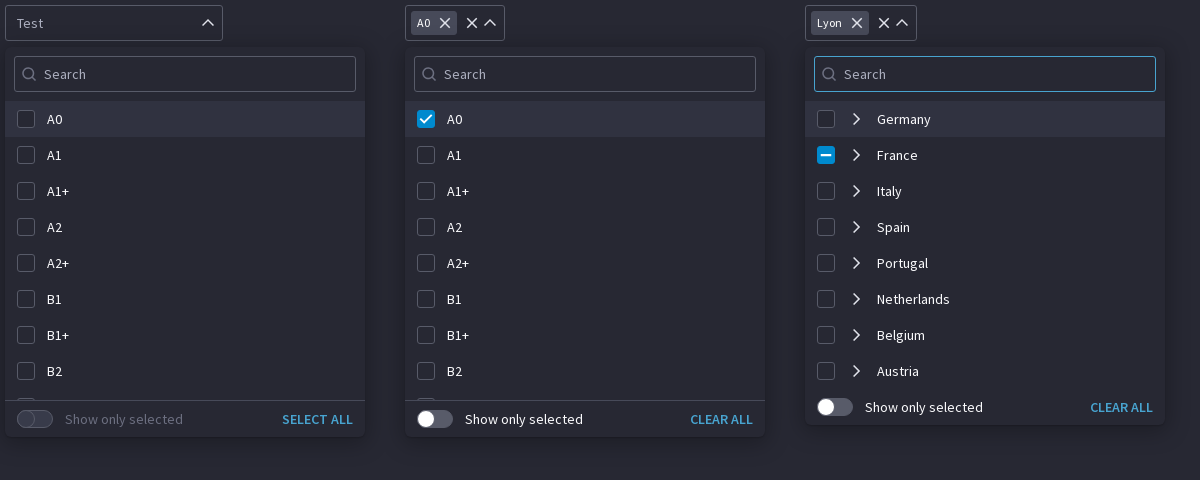 Test
Search
A0
A1
A1+
A2
A2+
B1
B1+
B2
Show only selected
SELECT ALL
A0
Search
A0
A1
A1+
A2
A2+
B1
B1+
B2
Show only selected
CLEAR ALL
Lyon
Search
Germany
France
Italy
Spain
Portugal
Netherlands
Belgium
Austria
Show only selected
CLEAR ALL